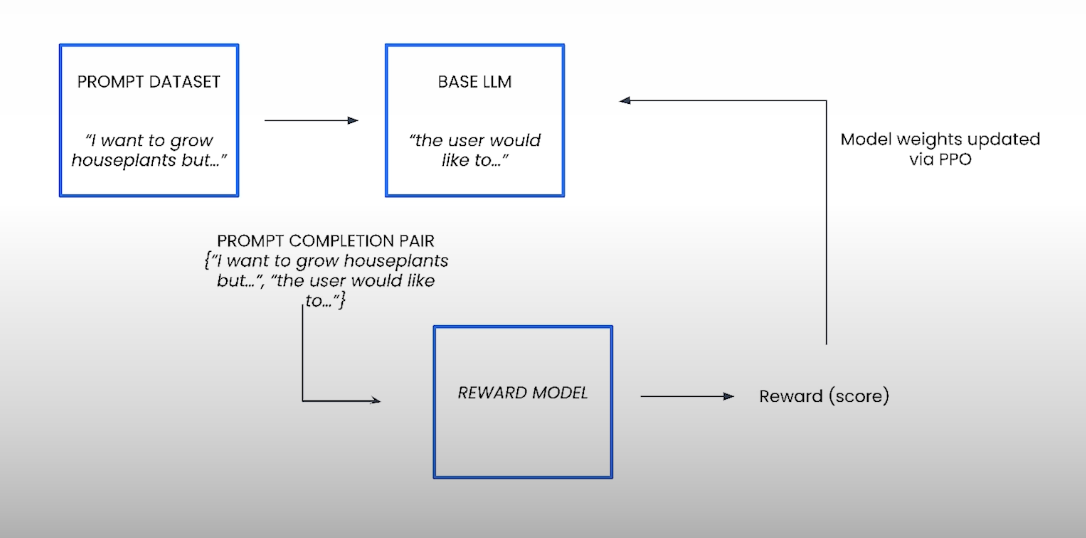 PROMPT DATASET
“I want to grow
houseplants but...”
BASE LLM
“the user would
like to...”
Model weights updated
via PPO
PROMPT COMPLETION PAIR
{“I want to grow houseplants
but...”, “the user would like
to...”}
REWARD MODEL
Reward (score)